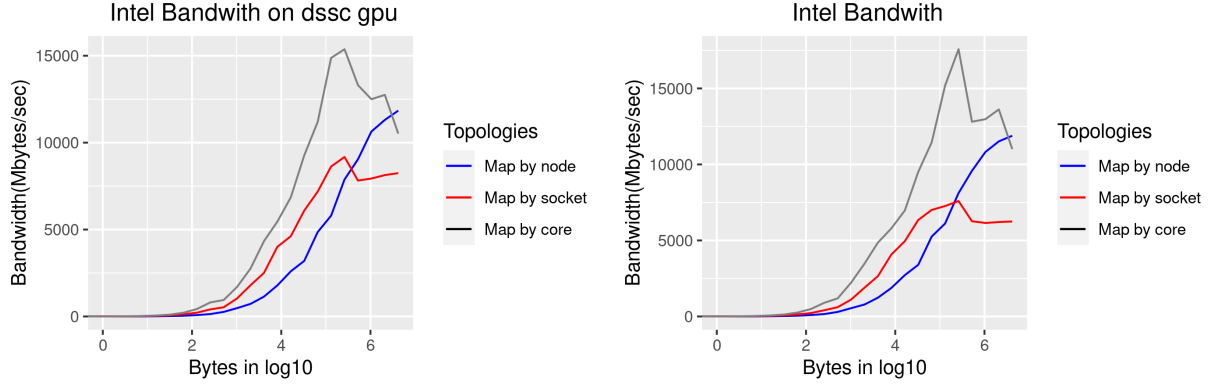 Intel Bandwith on dssc gpu
Bandwidth(Mbytes/sec)
15000
10000
5000
0
0 2 4 6
Bytes in log10
Topologies
Map by node
Map by socket
Map by core
Intel Bandwith
Bandwidth(Mbytes/sec)
15000
10000
5000
0
0 2 4 6
Bytes in log10
Topologies
Map by node
Map by socket
Map by core